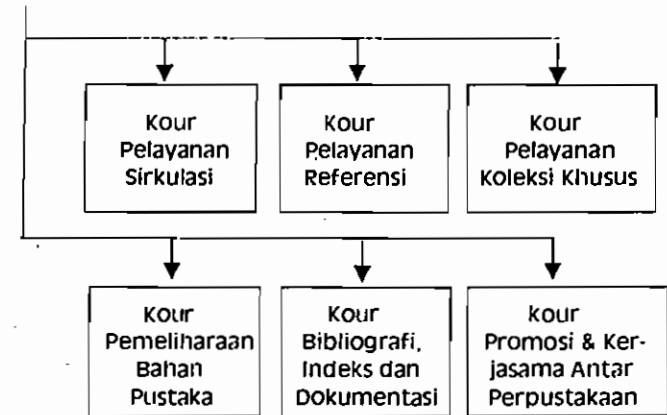 Kour
Pelayanan
Sirkulasi
Kour
Pelayanan
Referensi
Kour
Pelayanan
Koleksi Khusus
Kour
Pemeliharaan
Bahan
Pustaka
Kour
Bibliografi,
Indeks dan
Dokumentasi
kour
Promosi & Ker-
jasama Antar
Perpustakaan